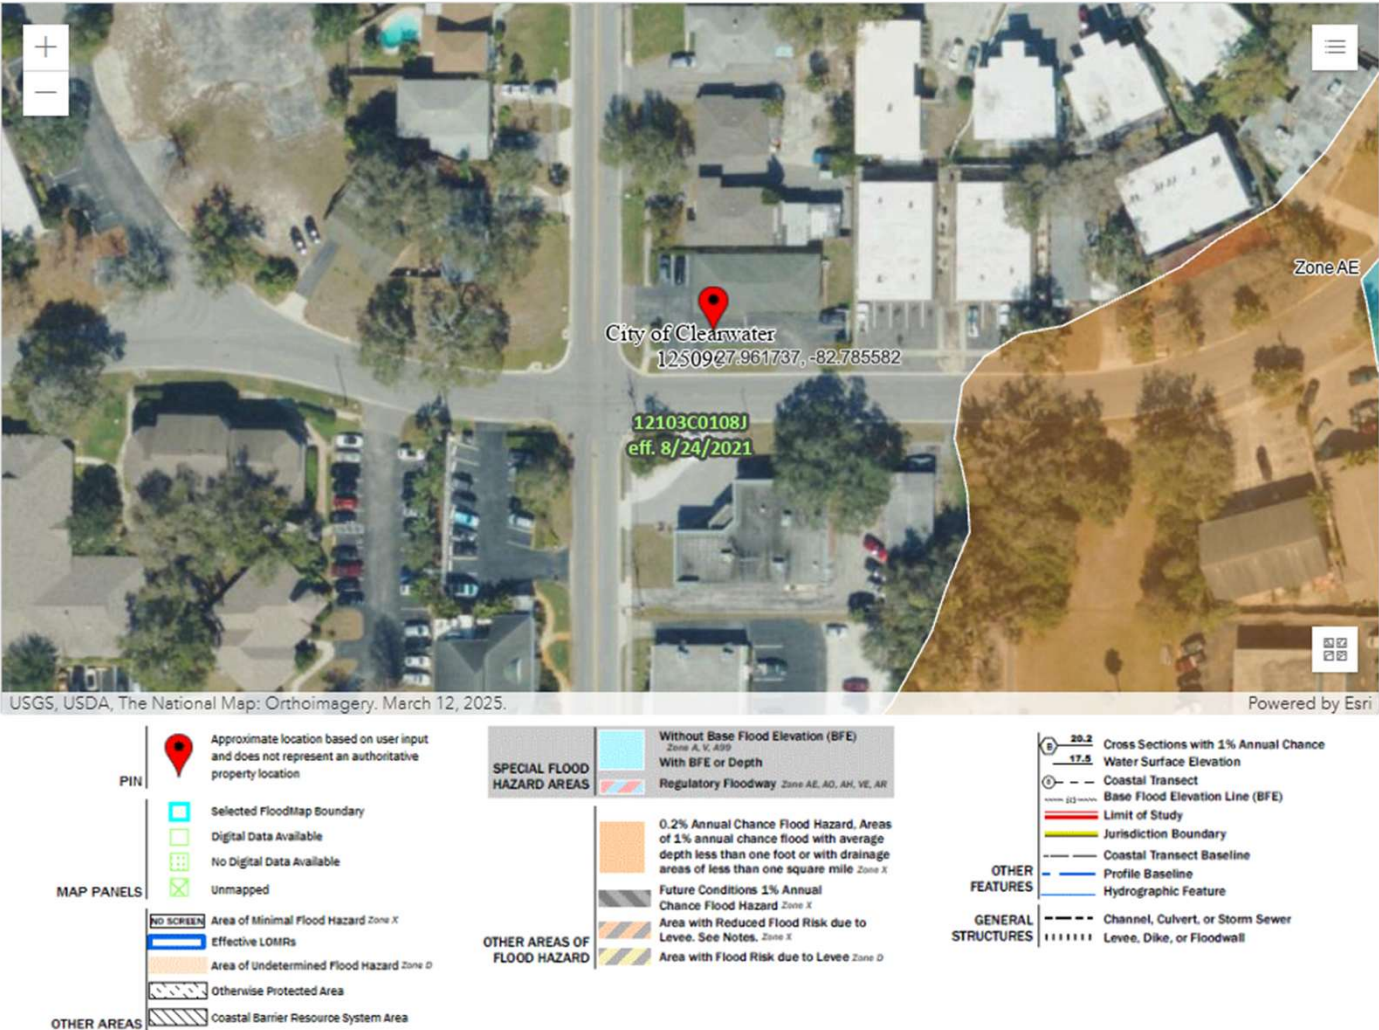 +
−
Zone AE
City of Clearwater
125096
27.961737, -82.785582
12103C0108J
eff. 8/24/2021
USGS, USDA, The National Map: Orthoimagery. March 12, 2025.
Powered by Esri
PIN
Approximate location based on user input
and does not represent an authoritative
property location
MAP PANELS
Selected FloodMap Boundary
Digital Data Available
No Digital Data Available
Unmapped
OTHER AREAS
NO SCREEN Area of Minimal Flood Hazard Zone X
Effective LOMRs
Area of Undetermined Flood Hazard Zone D
Otherwise Protected Area
Coastal Barrier Resource System Area
SPECIAL FLOOD
HAZARD AREAS
Without Base Flood Elevation (BFE)
Zone A, V, A99
With BFE or Depth
Regulatory Floodway Zone AE, AO, AH, VE, AR
OTHER AREAS OF
FLOOD HAZARD
0.2% Annual Chance Flood Hazard, Areas
of 1% annual chance flood with average
depth less than one foot or with drainage
areas of less than one square mile Zone X
Future Conditions 1% Annual
Chance Flood Hazard Zone X
Area with Reduced Flood Risk due to
Levee. See Notes. Zone X
Area with Flood Risk due to Levee Zone D
OTHER
FEATURES
B 20.2 Cross Sections with 1% Annual Chance
17.5 Water Surface Elevation
8 Coastal Transect
513 Base Flood Elevation Line (BFE)
Limit of Study
Jurisdiction Boundary
Coastal Transect Baseline
Profile Baseline
Hydrographic Feature
GENERAL
STRUCTURES
Channel, Culvert, or Storm Sewer
Levee, Dike, or Floodwall